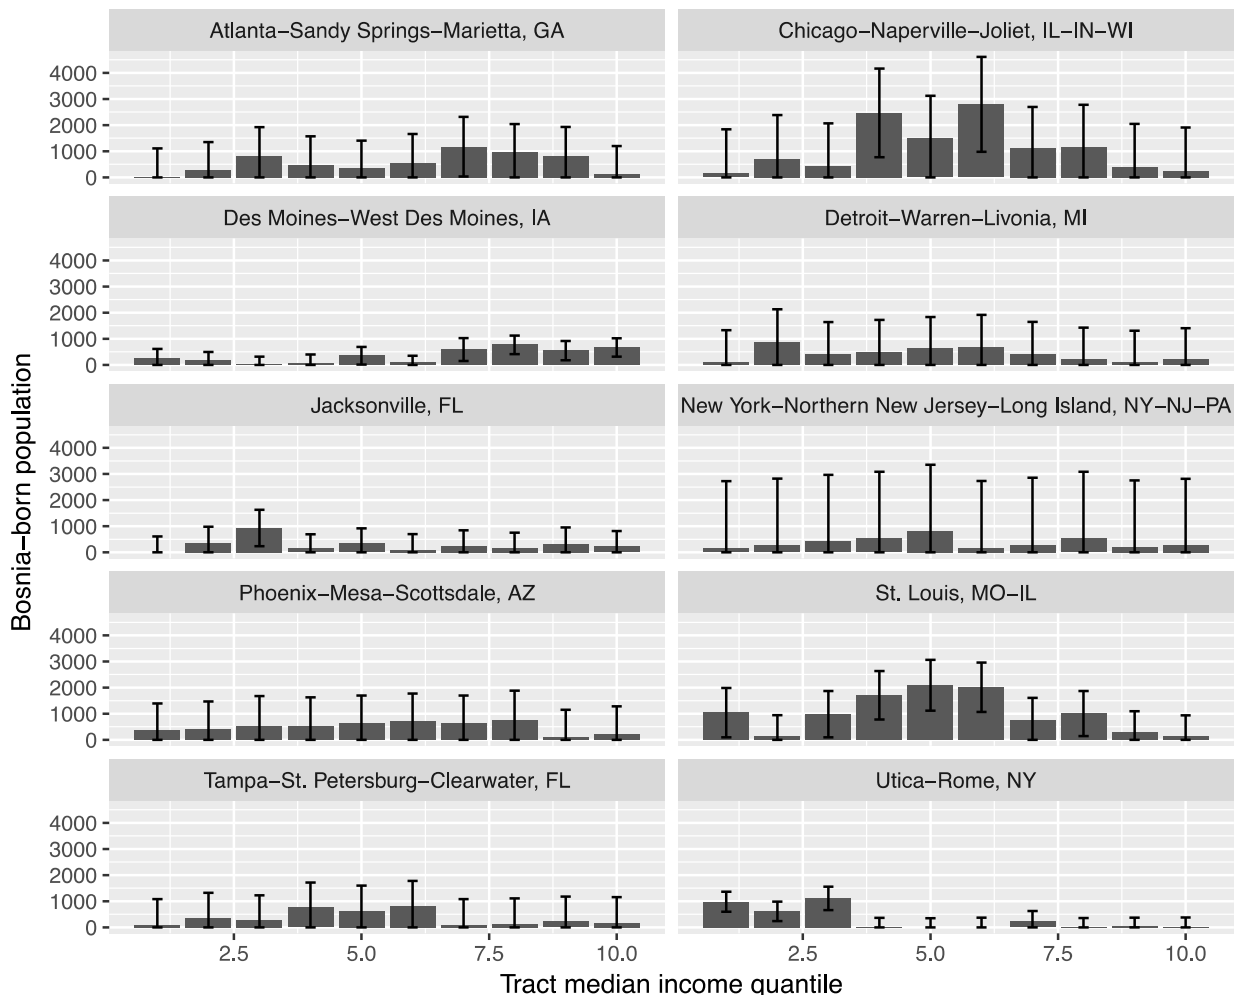 Atlanta−Sandy Springs−Marietta, GA
Chicago−Naperville−Joliet, IL−IN−WI
4000
3000
2000
1000
0
Des Moines−West Des Moines, IA
Detroit−Warren−Livonia, MI
4000
3000
2000
1000
0
Jacksonville, FL
New York−Northern New Jersey−Long Island, NY−NJ−PA
4000
3000
2000
1000
0
Phoenix−Mesa−Scottsdale, AZ
St. Louis, MO−IL
4000
3000
2000
1000
0
Tampa−St. Petersburg−Clearwater, FL
Utica−Rome, NY
4000
3000
2000
1000
0
2.5 5.0 7.5 10.0 2.5 5.0 7.5 10.0
Tract median income quantile
Bosnia−born population